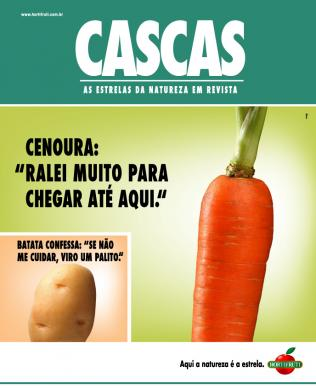 www.hortifruti.com.br
CASCAS
AS ESTRELAS DA NATUREZA EM REVISTA
CENOURA:
“RALEI MUITO PARA
CHEGAR ATÉ AQUI.“
BATATA CONFESSA: “SE NÃO
ME CUIDAR, VIRO UM PALITO.”
Aqui a natureza é a estrela.
HORTIFRUTI